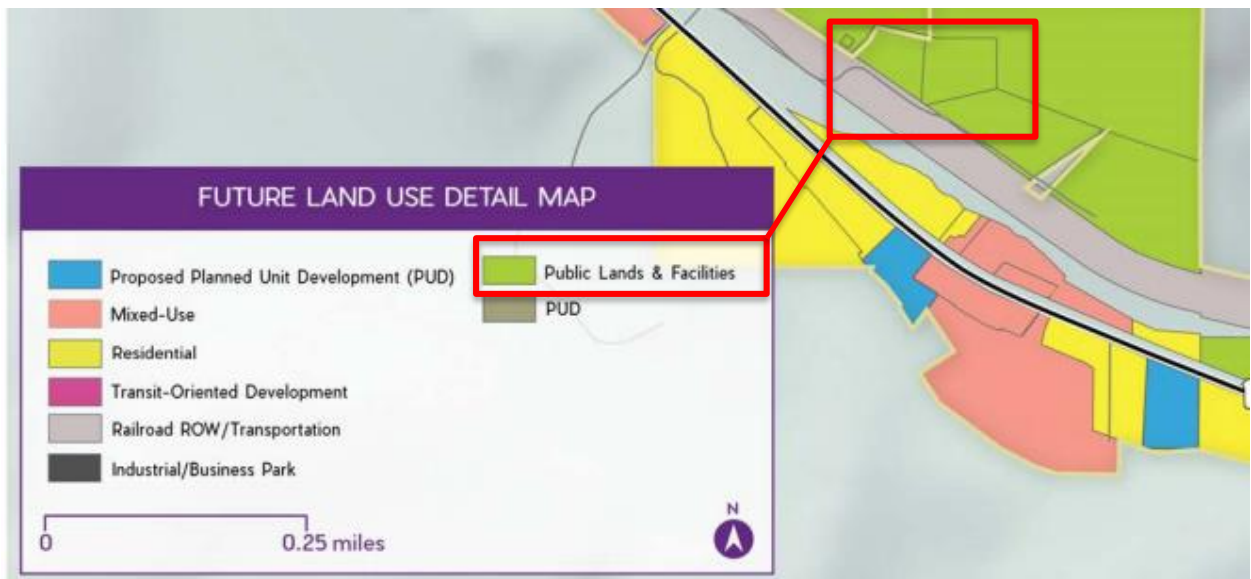 FUTURE LAND USE DETAIL MAP
Proposed Planned Unit Development (PUD)
Mixed-Use
Residential
Transit-Oriented Development
Railroad ROW/Transportation
Industrial/Business Park
Public Lands & Facilities
PUD
0
0.25 miles
N